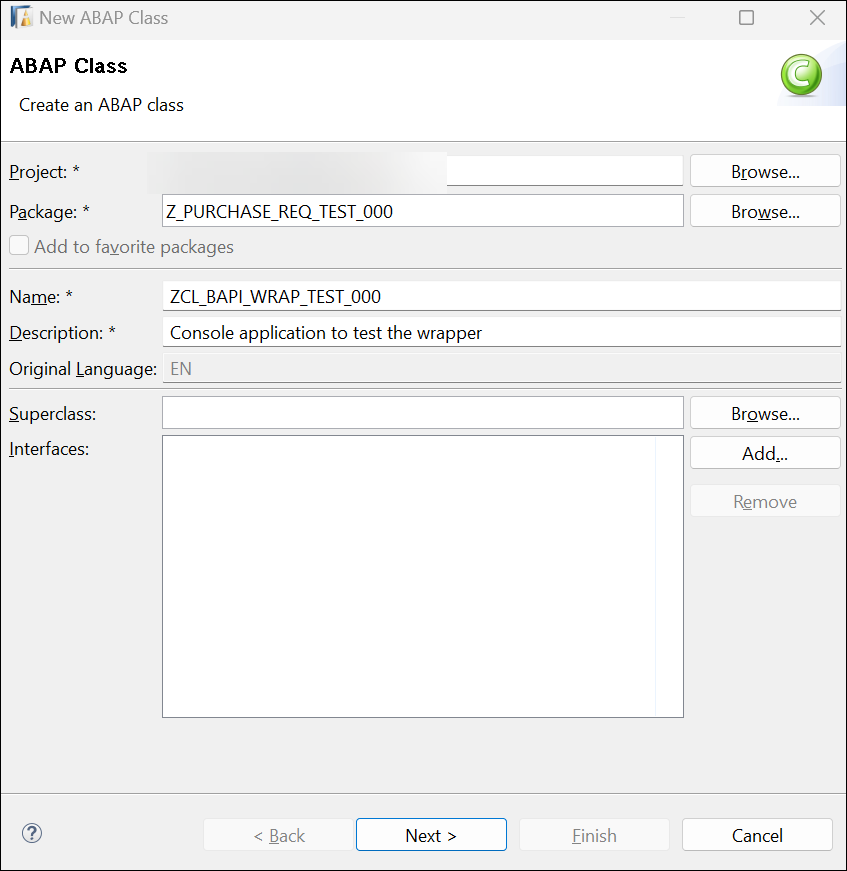 New ABAP Class
ABAP Class
Create an ABAP class
Project: * Browse...
Package: * Z_PURCHASE_REQ_TEST_000 Browse...
Add to favorite packages
Name: * ZCL_BAPI_WRAP_TEST_000
Description: * Console application to test the wrapper
Original Language: EN
Superclass: Browse...
Interfaces: Add...
Remove
? < Back Next > Finish Cancel